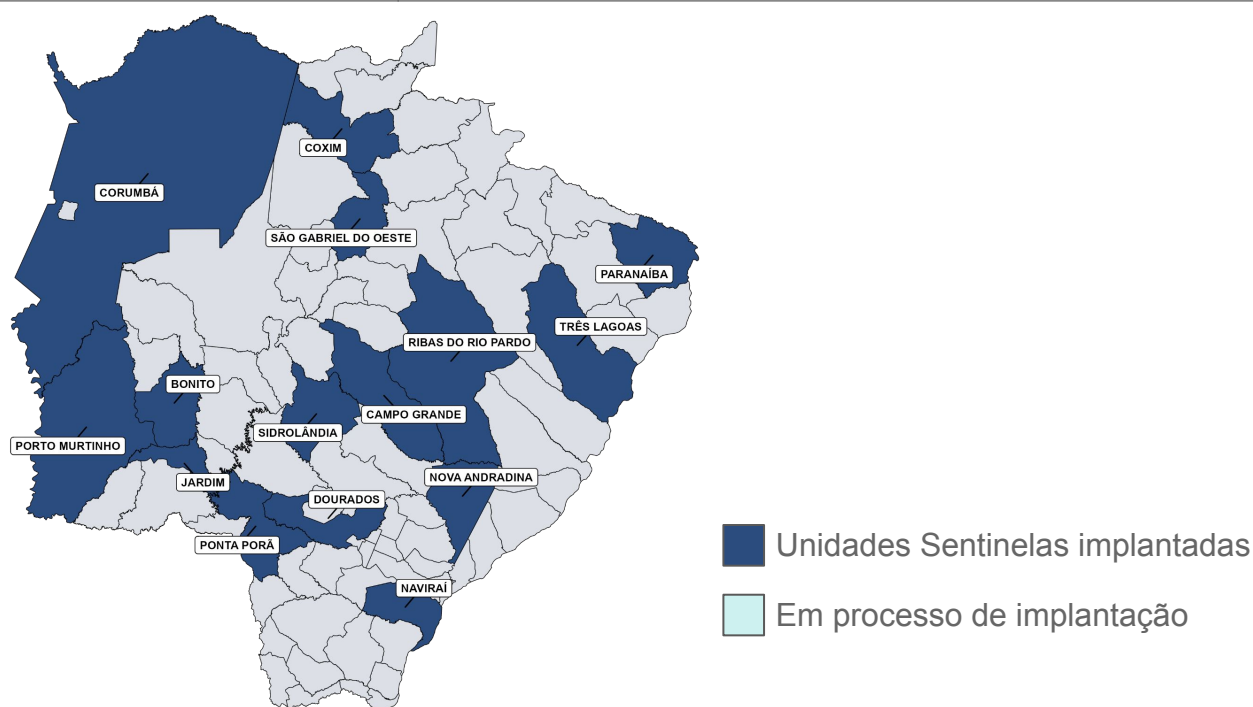 COXIM
CORUMBÁ
SÃO GABRIEL DO OESTE
PARANAÍBA
TRÊS LAGOAS
RIBAS DO RIO PARDO
BONITO
CAMPO GRANDE
SIDROLÂNDIA
PORTO MURTINHO
NOVA ANDRADINA
JARDIM
DOURADOS
PONTA PORÃ
NAVIRAÍ
Unidades Sentinelas implantadas
Em processo de implantação